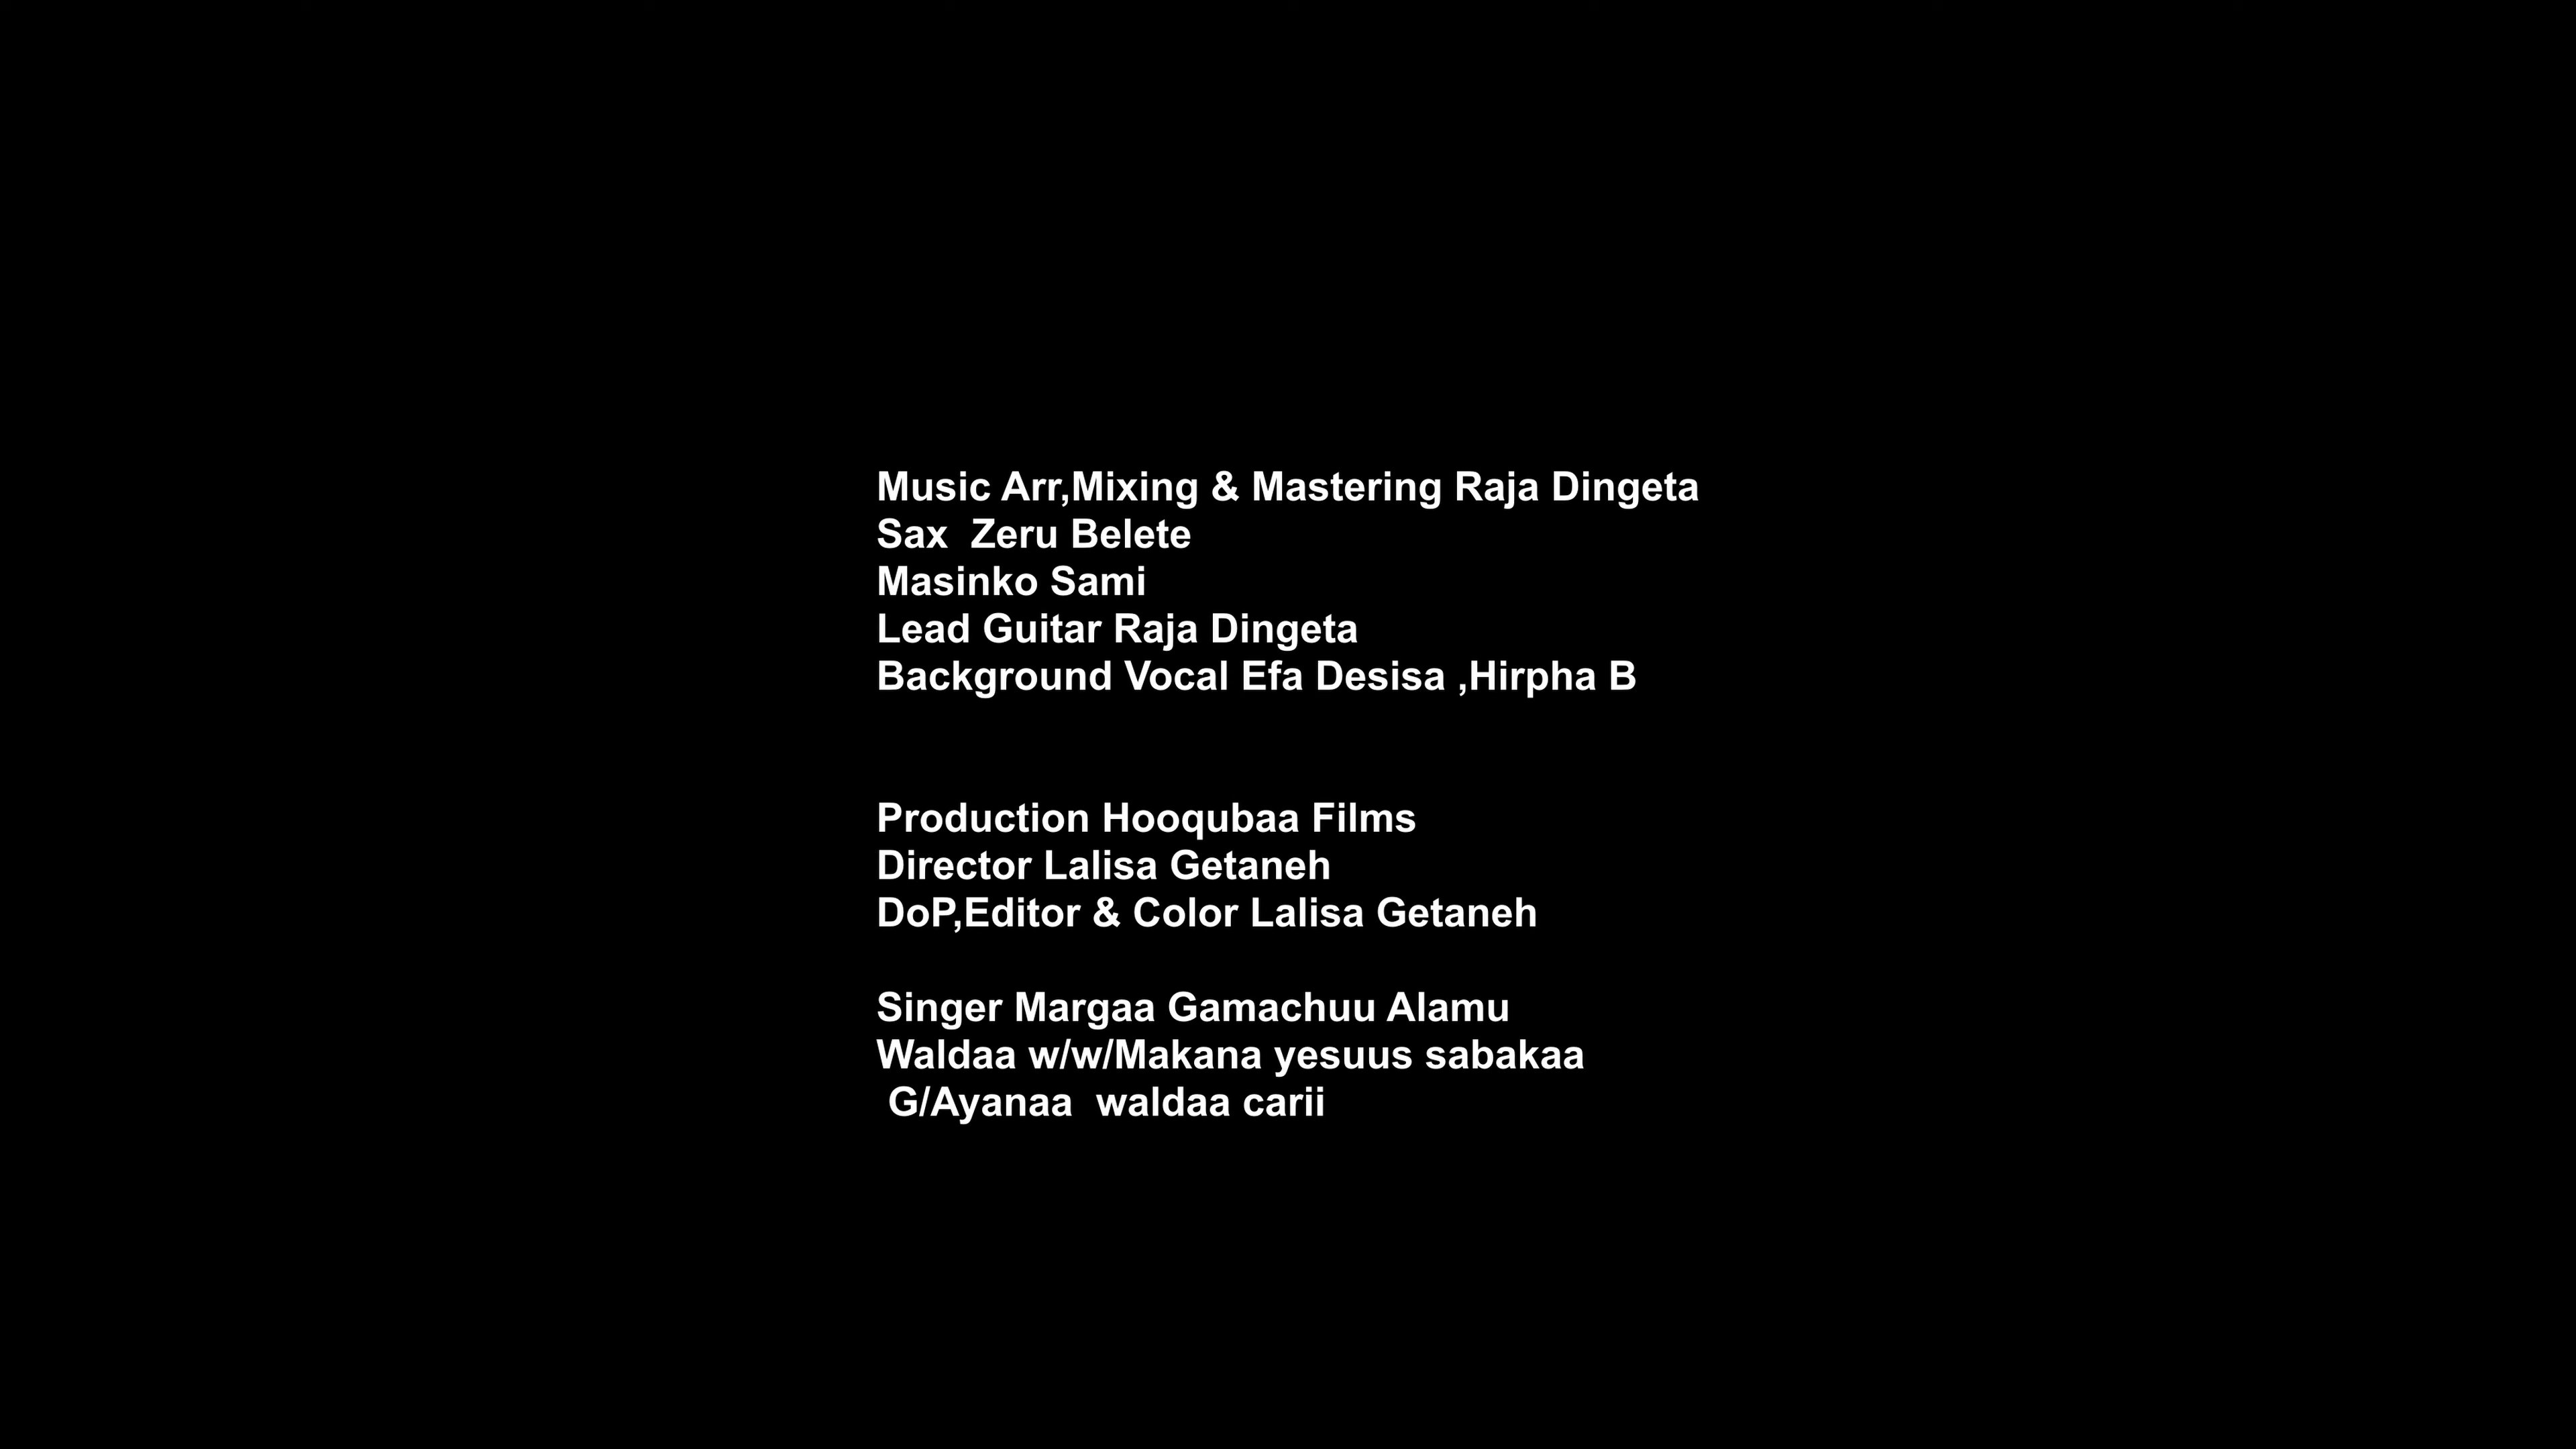 Music Arr,Mixing & Mastering Raja Dingeta
Sax  Zeru Belete
Masinko Sami
Lead Guitar Raja Dingeta
Background Vocal Efa Desisa ,Hirpha B
Production Hooqubaa Films
Director Lalisa Getaneh
DoP,Editor & Color Lalisa Getaneh
Singer Margaa Gamachuu Alamu
Waldaa w/w/Makana yesuus sabakaa
G/Ayanaa  waldaa carii